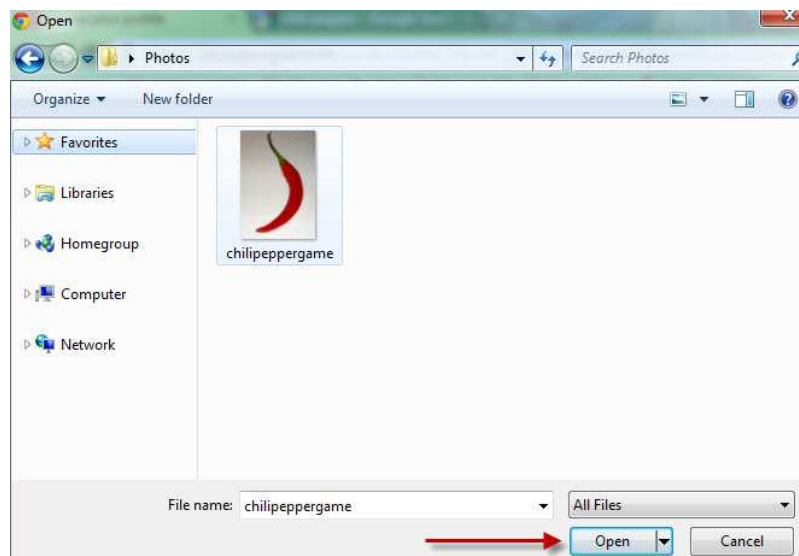 Open
Photos
Search Photos
Organize
New folder
Favorites
Libraries
Homegroup
Computer
Network
chilipeppergame
File name: chilipeppergame
All Files
Open
Cancel